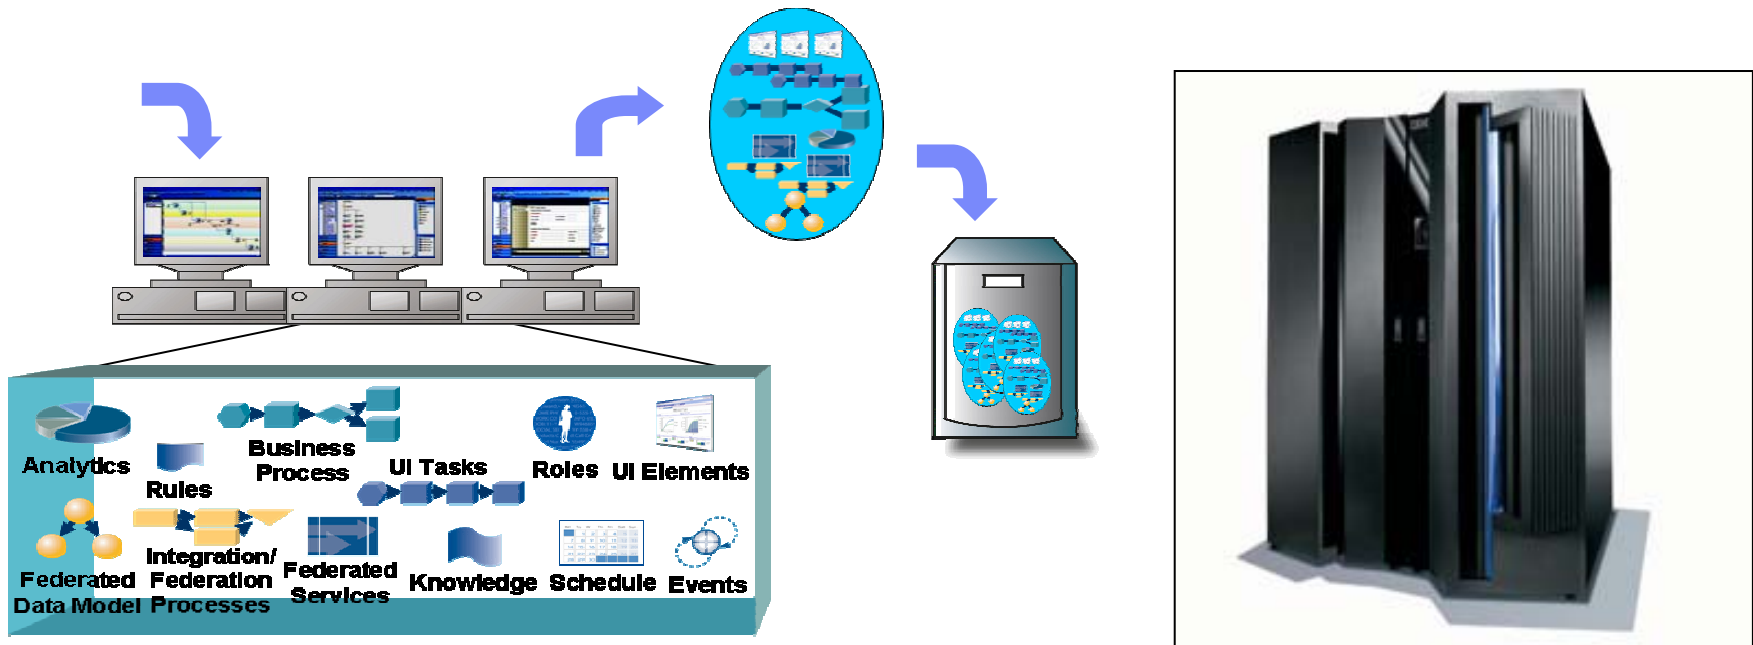 Analytics
Rules
Business
Process
UI Tasks
Roles
UI Elements
Federated
Data Model
Integration/
Federation
Processes
Federated
Services
Knowledge
Schedule
Events